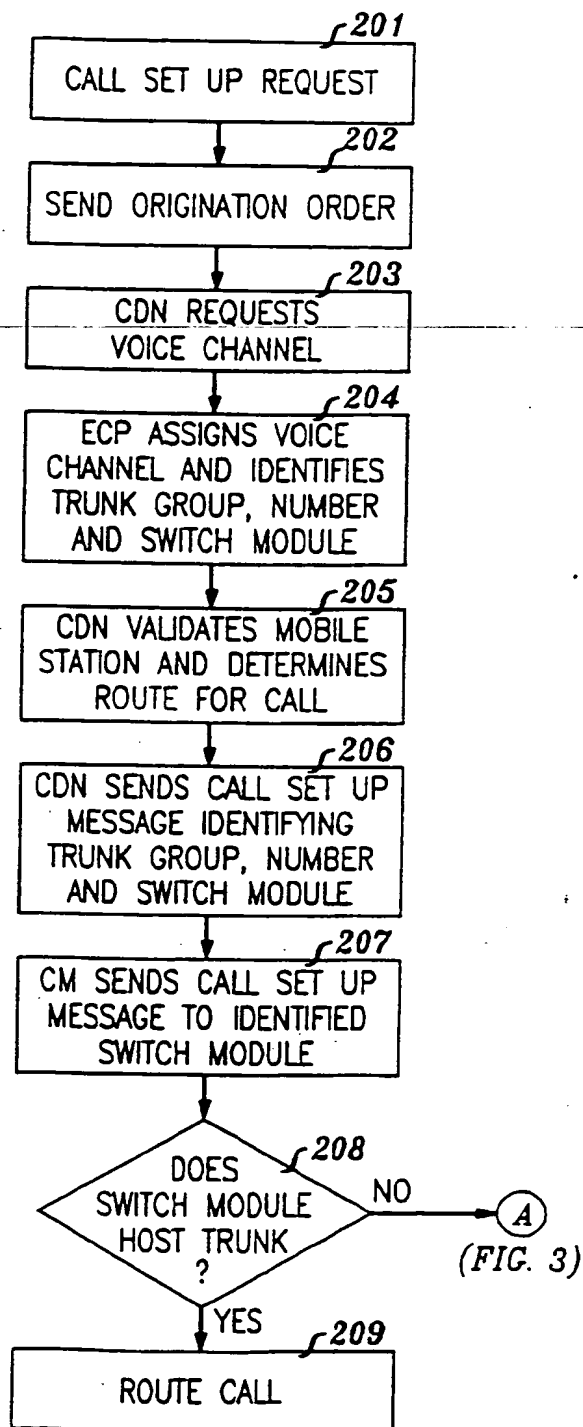 201
CALL SET UP REQUEST
202
SEND ORIGINATION ORDER
203
CDN REQUESTS
VOICE CHANNEL
204
ECP ASSIGNS VOICE
CHANNEL AND IDENTIFIES
TRUNK GROUP, NUMBER
AND SWITCH MODULE
205
CDN VALIDATES MOBILE
STATION AND DETERMINES
ROUTE FOR CALL
206
CDN SENDS CALL SET UP
MESSAGE IDENTIFYING
TRUNK GROUP, NUMBER
AND SWITCH MODULE
207
CM SENDS CALL SET UP
MESSAGE TO IDENTIFIED
SWITCH MODULE
208
DOES
SWITCH MODULE
HOST TRUNK
?
NO
A
(FIG. 3)
YES
209
ROUTE CALL